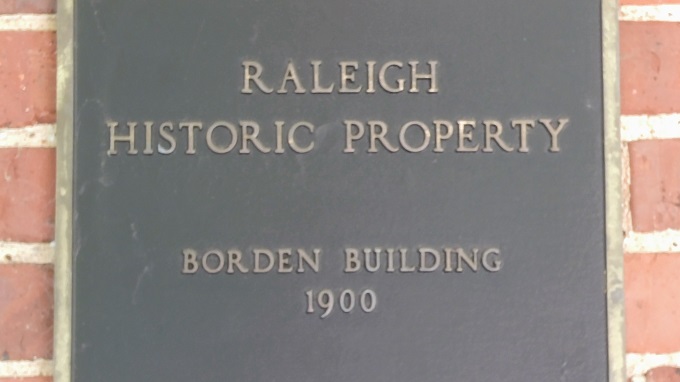 RALEIGH
HISTORIC PROPERTY
BORDEN BUILDING
1900